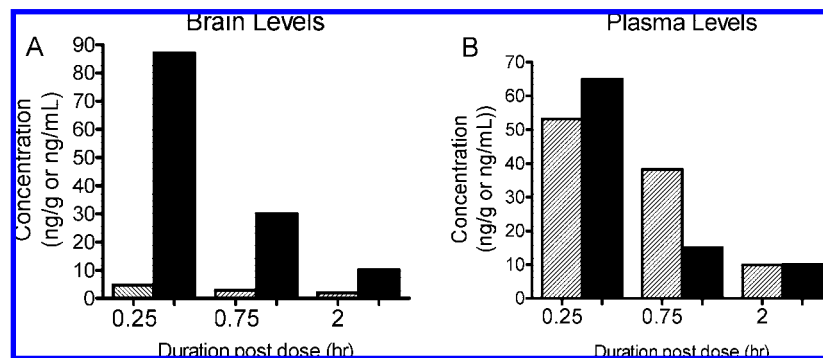 Brain Levels
A
Concentration
(ng/g or ng/mL)
90
80
70
60
50
40
30
20
10
0
0.25 0.75 2
Duration post dose (hr)
Plasma Levels
B
Concentration
(ng/g or ng/mL))
70
60
50
40
30
20
10
0
0.25 0.75 2
Duration post dose (hr)